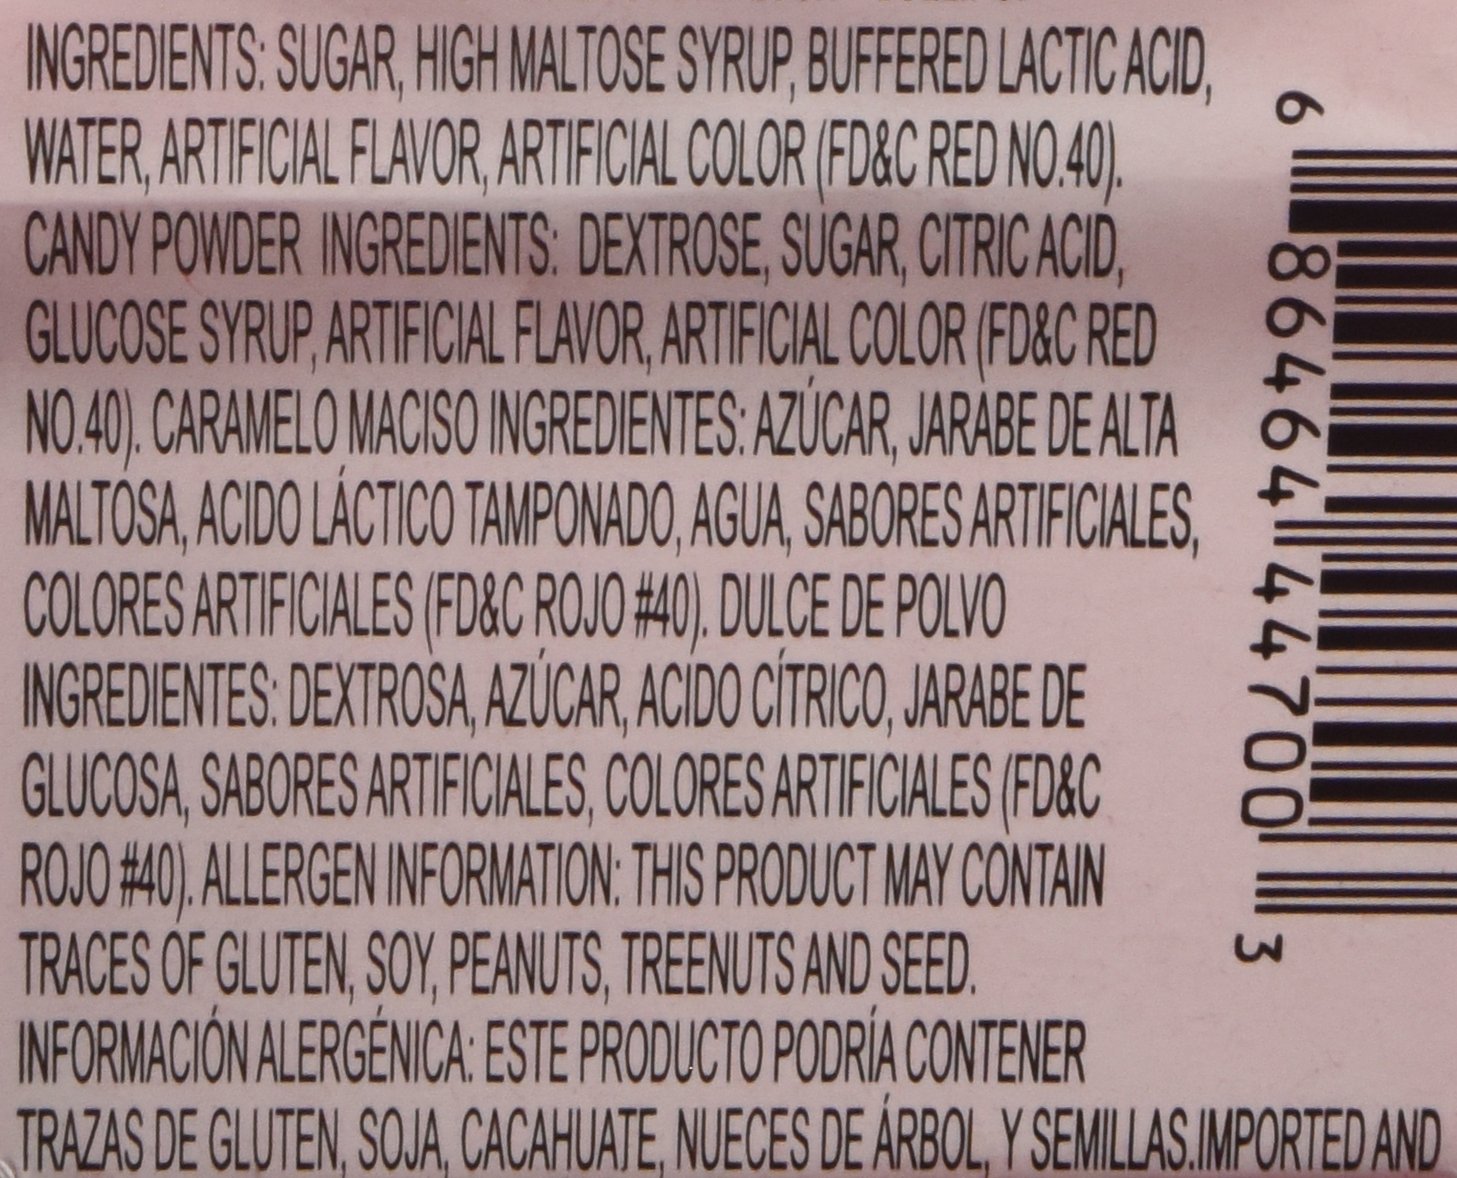 INGREDIENTS: SUGAR, HIGH MALTOSE SYRUP, BUFFERED LACTIC ACID,
WATER, ARTIFICIAL FLAVOR, ARTIFICIAL COLOR (FD&C RED NO.40).
CANDY POWDER INGREDIENTS: DEXTROSE, SUGAR, CITRIC ACID,
GLUCOSE SYRUP, ARTIFICIAL FLAVOR, ARTIFICIAL COLOR (FD&C RED
NO.40). CARAMELO MACISO INGREDIENTES: AZÚCAR, JARABE DE ALTA
MALTOSA, ACIDO LÁCTICO TAMPONADO, AGUA, SABORES ARTIFICIALES,
COLORES ARTIFICIALES (FD&C ROJO #40). DULCE DE POLVO
INGREDIENTES: DEXTROSA, AZÚCAR, ACIDO CÍTRICO, JARABE DE
GLUCOSA, SABORES ARTIFICIALES, COLORES ARTIFICIALES (FD&C
ROJO #40). ALLERGEN INFORMATION: THIS PRODUCT MAY CONTAIN
TRACES OF GLUTEN, SOY, PEANUTS, TREENUTS AND SEED.
INFORMACIÓN ALERGÉNICA: ESTE PRODUCTO PODRÍA CONTENER
TRAZAS DE GLUTEN, SOJA, CACAHUATE, NUECES DE ÁRBOL, Y SEMILLAS.IMPORTED AND
6 86464 44700 3